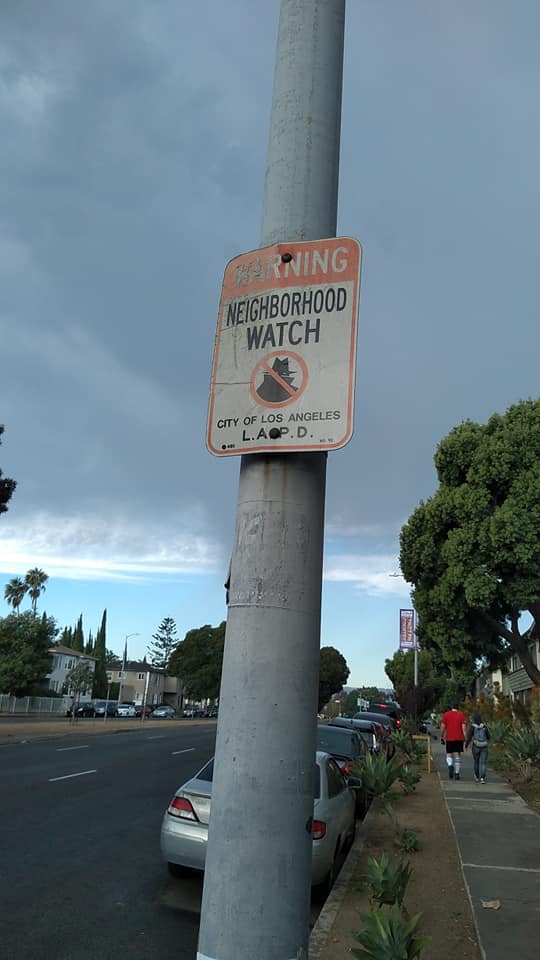 WARNING
NEIGHBORHOOD
WATCH
CITY OF LOS ANGELES
L.A.P.D.